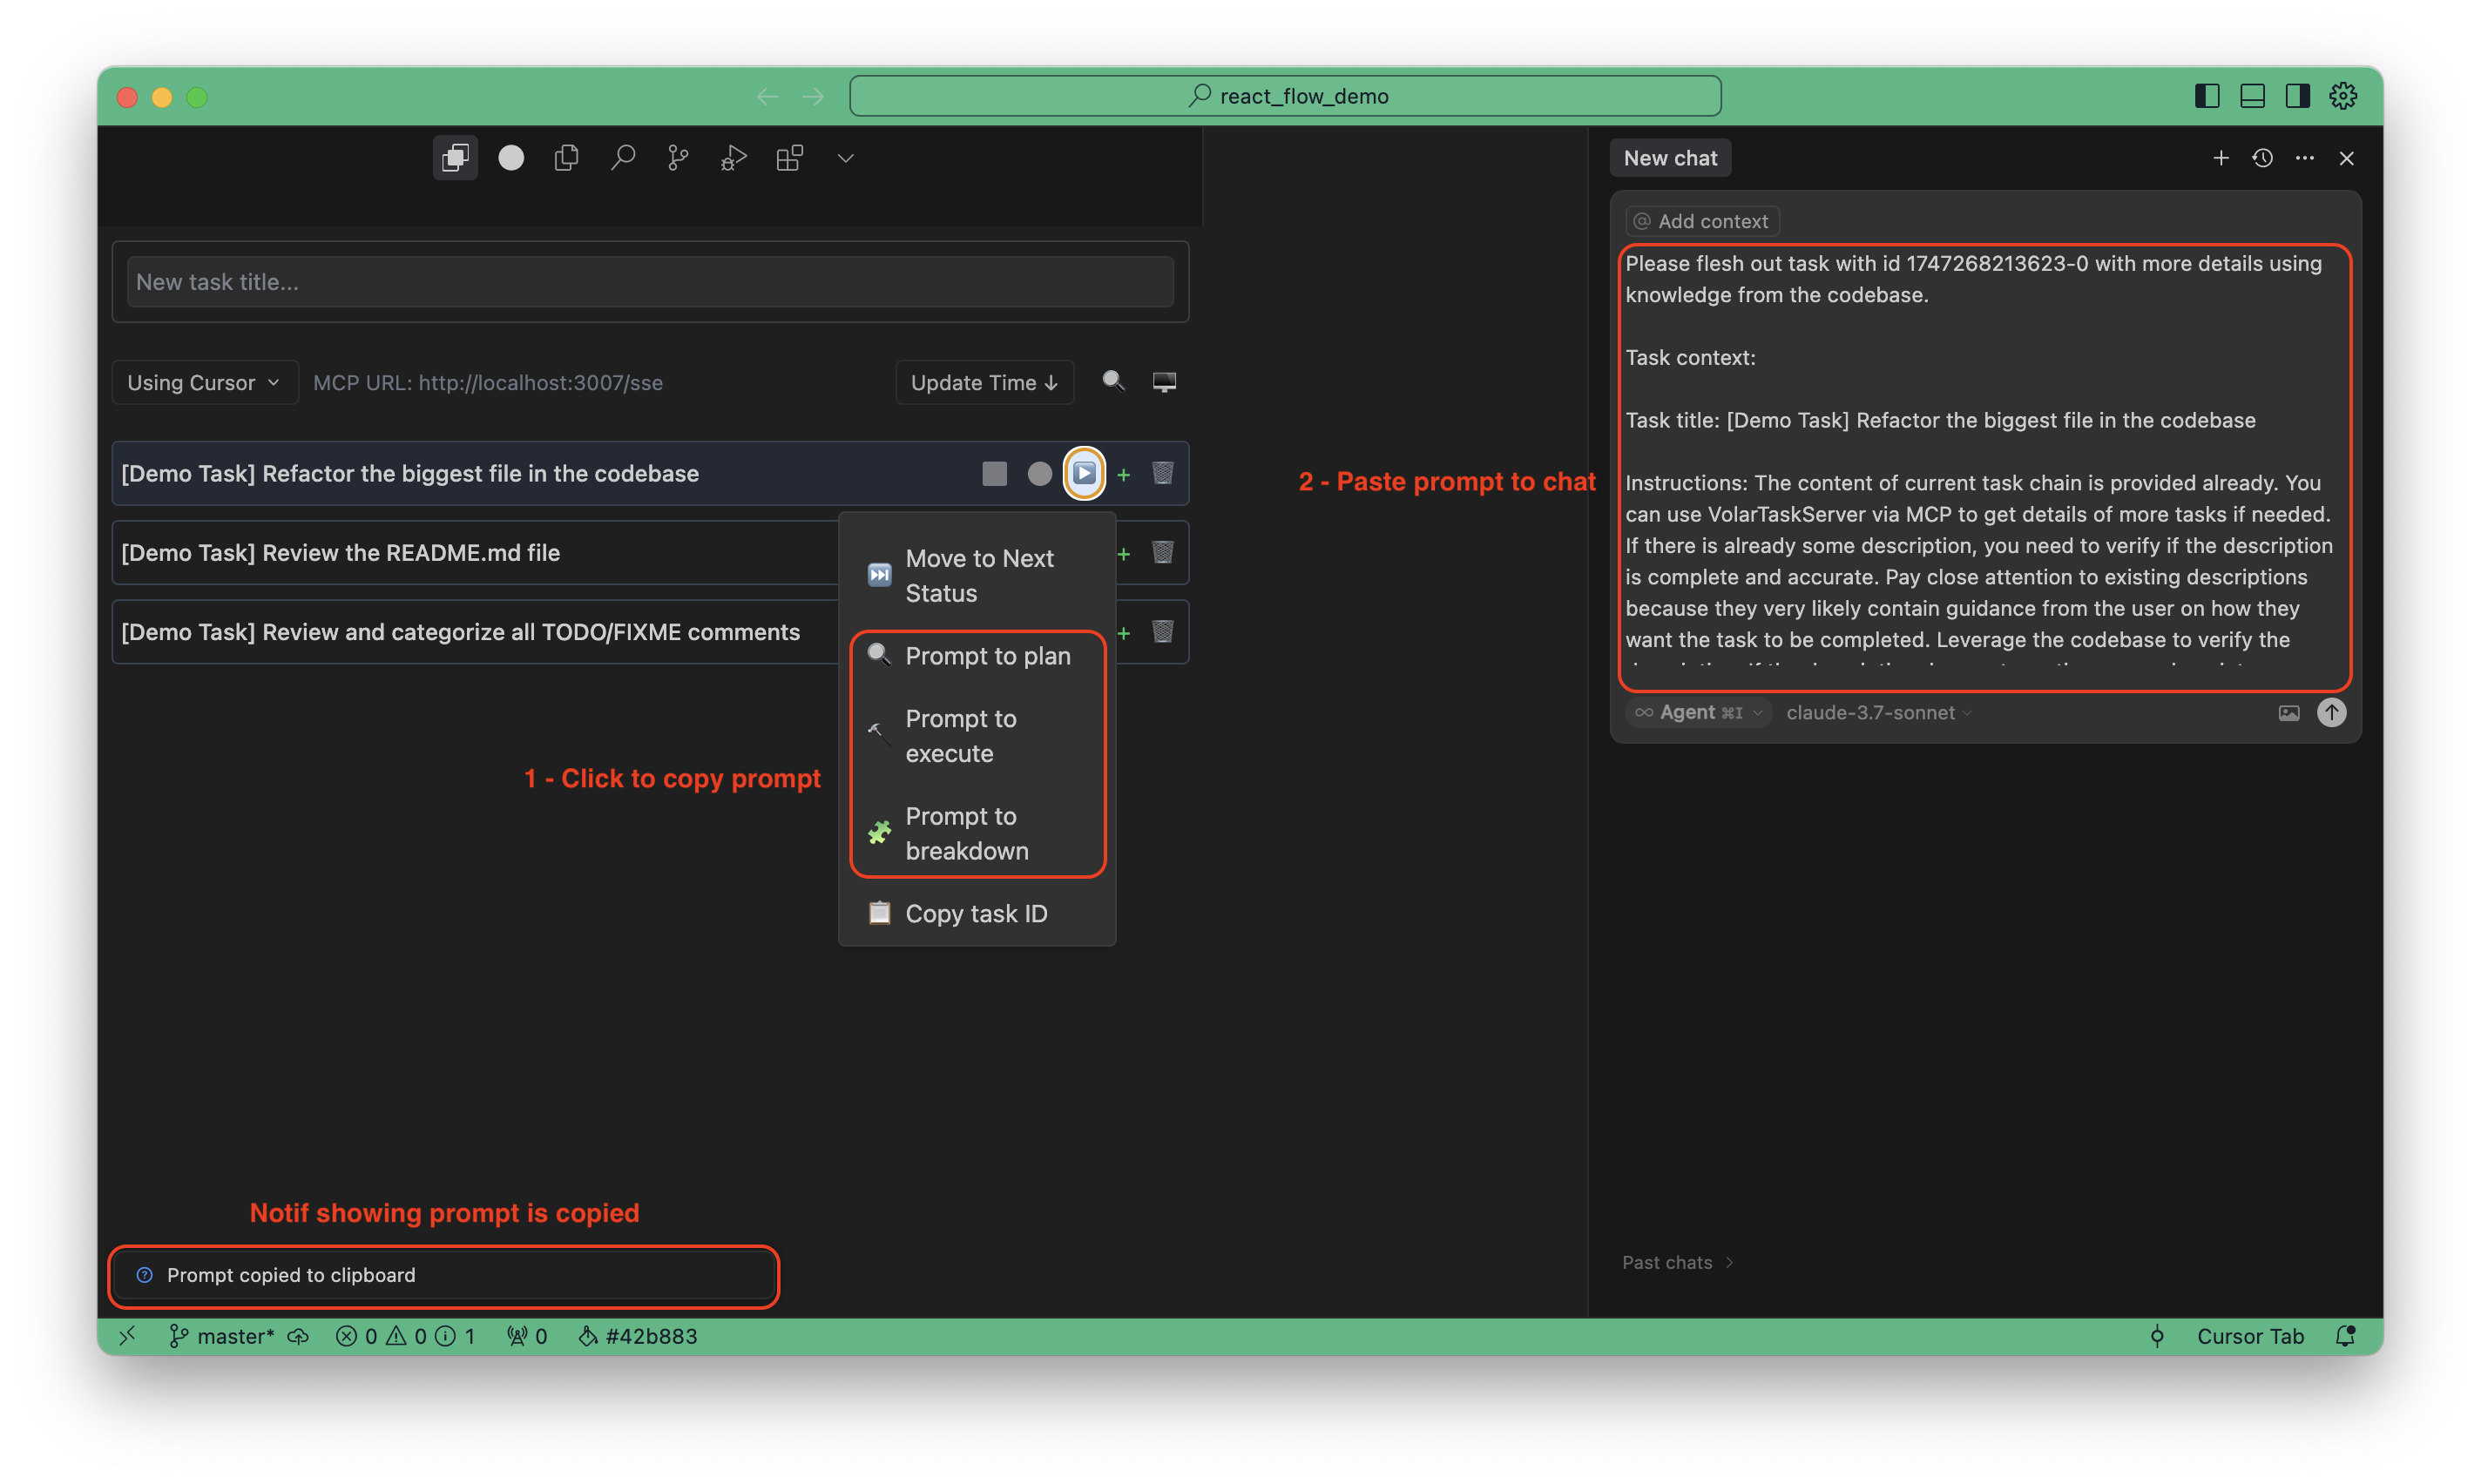 react_flow_demo
New task title...
Using Cursor
MCP URL: http://localhost:3007/sse
Update Time ↓
[Demo Task] Refactor the biggest file in the codebase
[Demo Task] Review the README.md file
[Demo Task] Review and categorize all TODO/FIXME comments
Move to Next
Status
Prompt to plan
Prompt to
execute
Prompt to
breakdown
Copy task ID
1 - Click to copy prompt
2 - Paste prompt to chat
Notif showing prompt is copied
Prompt copied to clipboard
New chat
@ Add context
Please flesh out task with id 1747268213623-0 with more details using
knowledge from the codebase.
Task context:
Task title: [Demo Task] Refactor the biggest file in the codebase
Instructions: The content of current task chain is provided already. You
can use VolarTaskServer via MCP to get details of more tasks if needed.
If there is already some description, you need to verify if the description
is complete and accurate. Pay close attention to existing descriptions
because they very likely contain guidance from the user on how they
want the task to be completed. Leverage the codebase to verify the
∞ Agent ⌘I
claude-3.7-sonnet
Past chats >
master*
0 0 1
0
#42b883
Cursor Tab